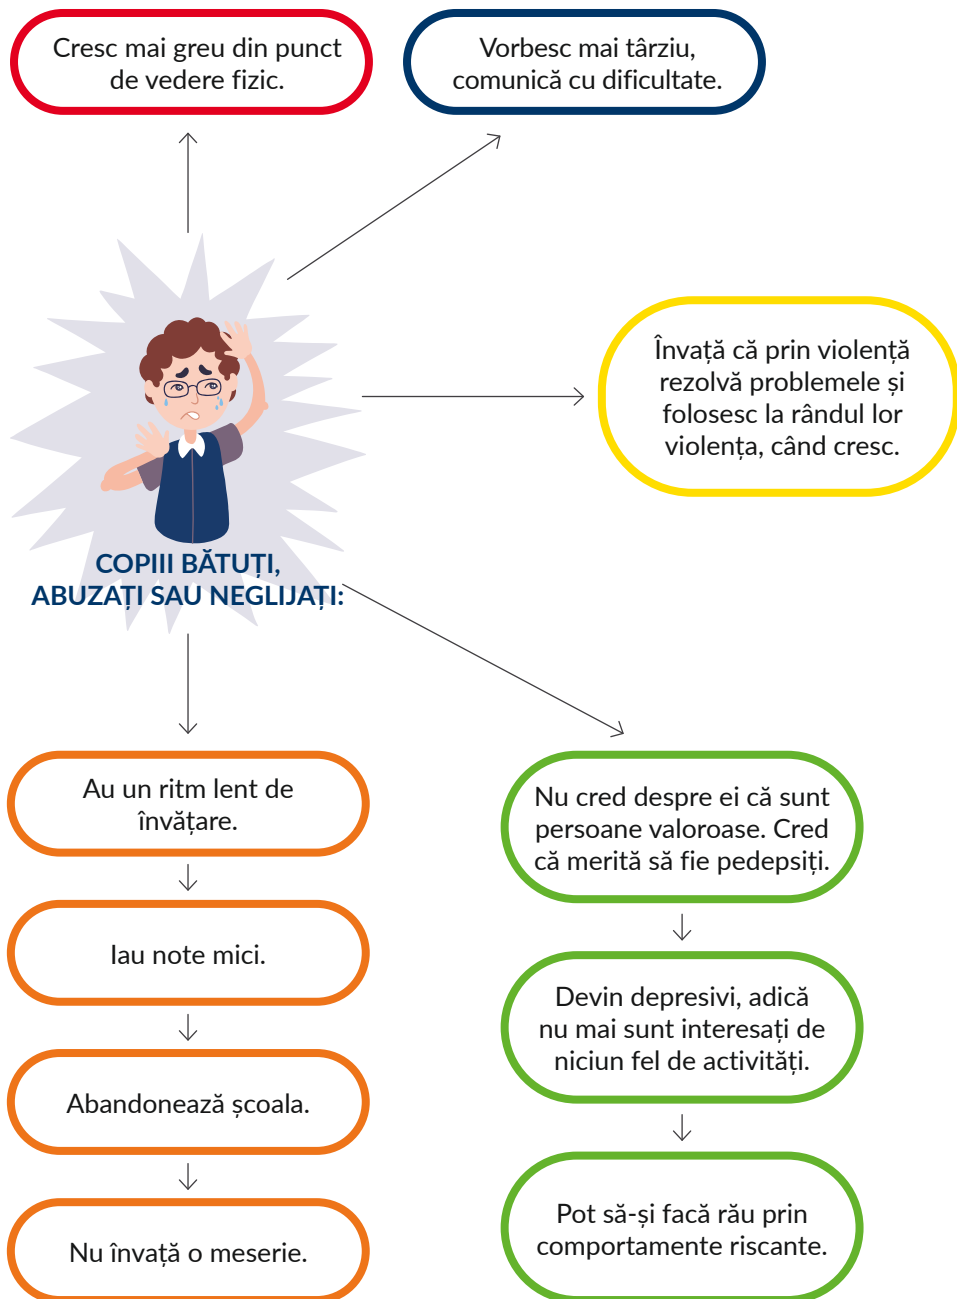 Cresc mai greu din punct
de vedere fizic.
Vorbesc mai târziu,
comunică cu dificultate.
Învață că prin violență
rezolvă problemele și
folosesc la rândul lor
violența, când cresc.
COPIII BĂTUȚI,
ABUZAȚI SAU NEGLIJAȚI:
Au un ritm lent de
învățare.
Iau note mici.
Abandonează școala.
Nu învață o meserie.
Nu cred despre ei că sunt
persoane valoroase. Cred
că merită să fie pedepsiți.
Devin depresivi, adică
nu mai sunt interesați de
niciun fel de activități.
Pot să-și facă rău prin
comportamente riscante.